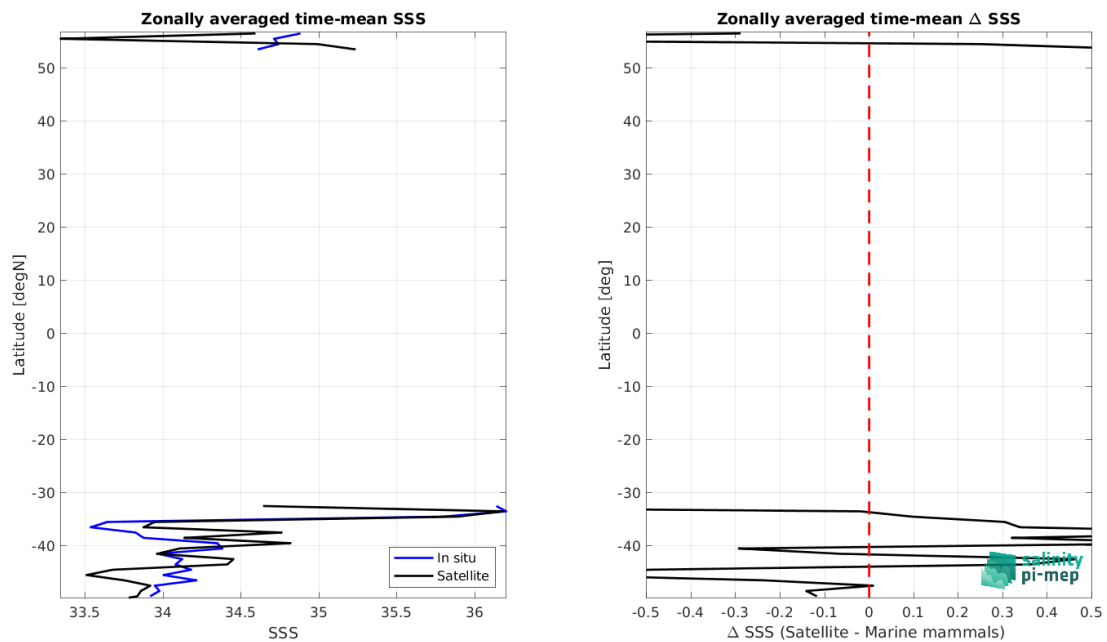 Zonally averaged time-mean SSS
50
40
30
20
10
0
-10
-20
-30
-40
Latitude [degN]
33.5 34 34.5 35 35.5 36
SSS
In situ
Satellite
Zonally averaged time-mean Δ SSS
50
40
30
20
10
0
-10
-20
-30
-40
Latitude [deg]
-0.5 -0.4 -0.3 -0.2 -0.1 0 0.1 0.2 0.3 0.4 0.5
Δ SSS (Satellite - Marine mammals)
salinity
pi-mep